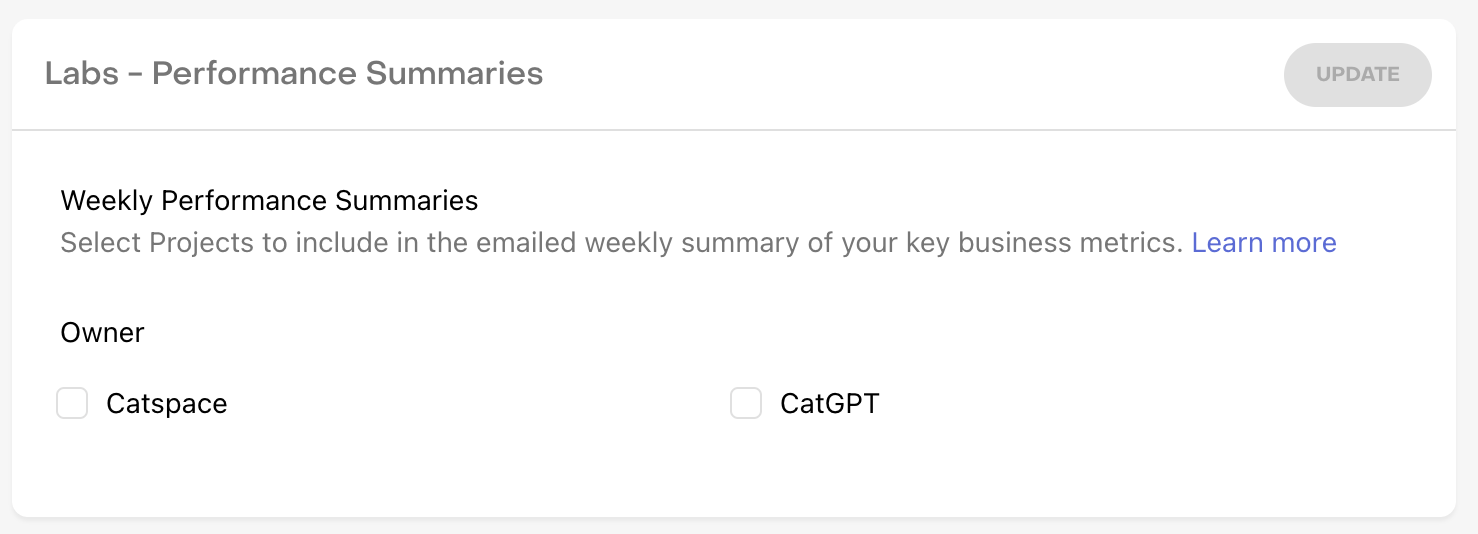 Labs - Performance Summaries
UPDATE
Weekly Performance Summaries
Select Projects to include in the emailed weekly summary of your key business metrics. Learn more
Owner
Catspace
CatGPT